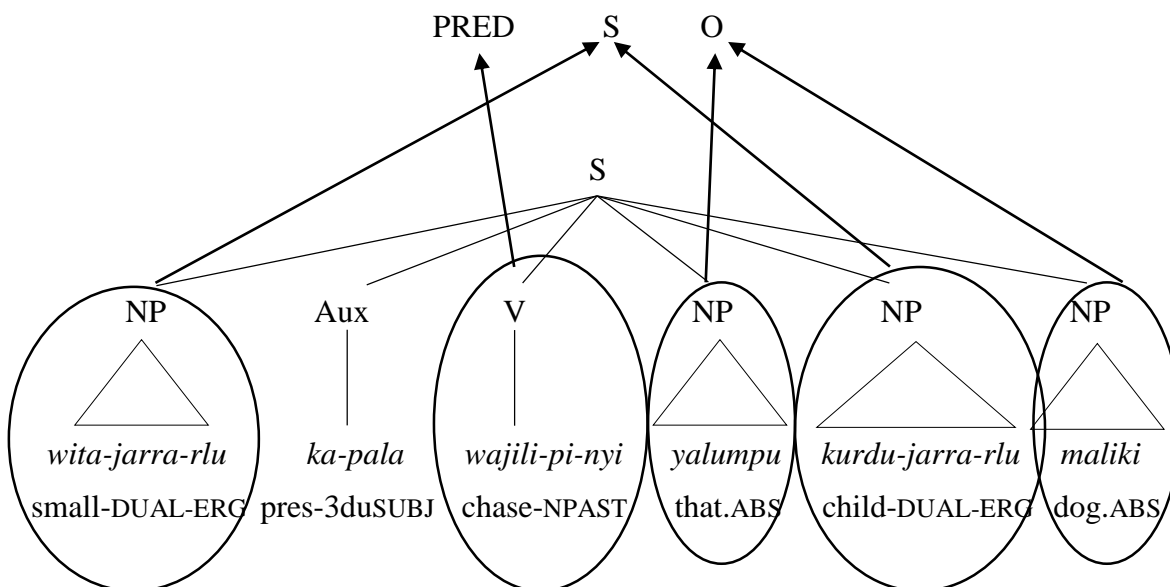 PRED S O
S
NP Aux V NP NP NP
wita-jarra-rlu ka-pala wajili-pi-nyi yalumpu kurdu-jarra-rlu maliki
small-DUAL-ERG pres-3duSUBJ chase-NPAST that.ABS child-DUAL-ERG dog.ABS